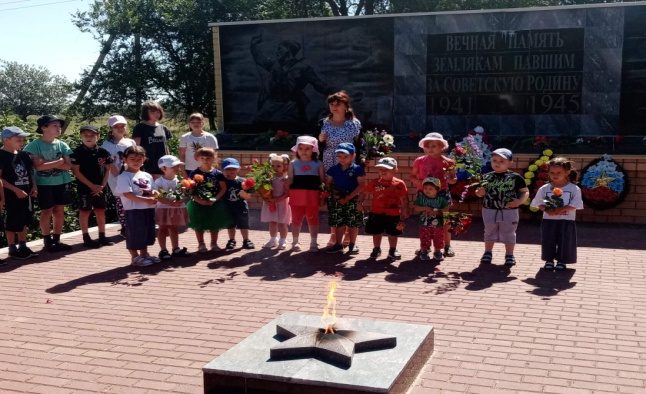 ВЕЧНАЯ ПАМЯТЬ
ЗЕМЛЯКАМ ПАВШИМ
ЗА СОВЕТСКУЮ РОДИНУ
1941 1945